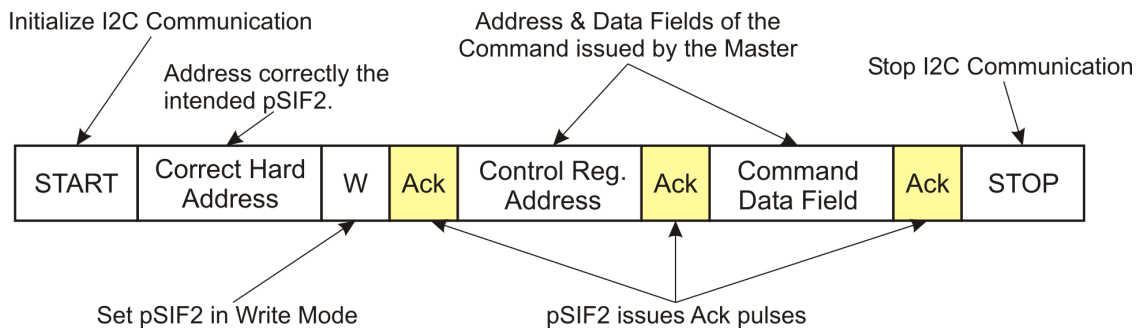 Initialize I2C Communication
Address & Data Fields of the
Command issued by the Master
Address correctly the
intended pSIF2.
Stop I2C Communication
START
Correct Hard
Address
W
Ack
Control Reg.
Address
Ack
Command
Data Field
Ack
STOP
Set pSIF2 in Write Mode
pSIF2 issues Ack pulses